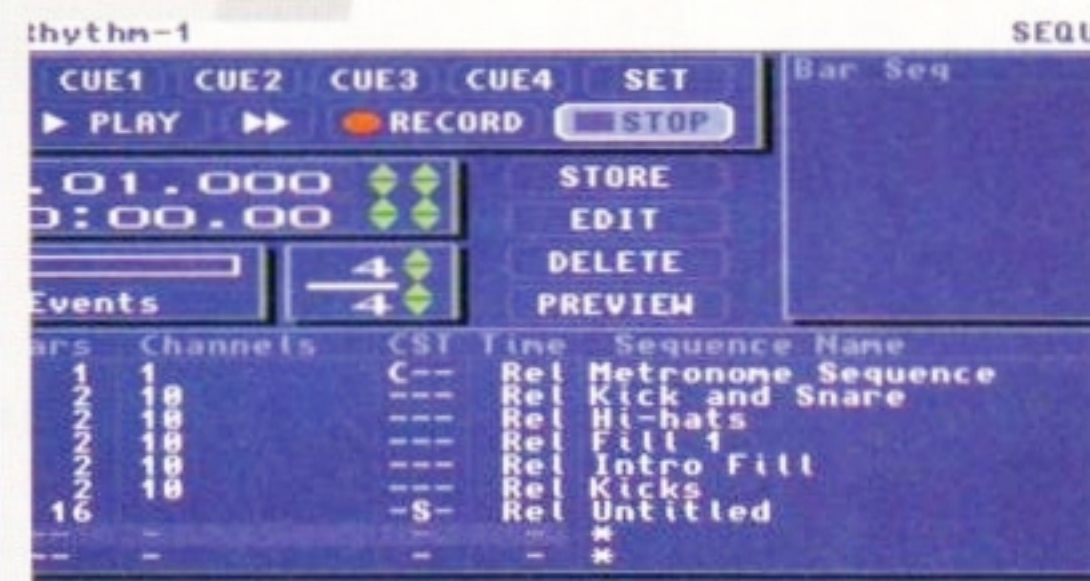 thythm-1 SEQU
CUE1 CUE2 CUE3 CUE4 SET
PLAY RECORD STOP
Bar Seq
.01.000
0:00.00
STORE
EDIT
DELETE
PREVIEW
Events
4
4
ars Channels CST Time Sequence Name
1 1 C-- Rel Metronome Sequence
2 10 --- Rel Kick and Snare
2 10 --- Rel Hi-hats
2 10 --- Rel Fill 1
2 10 --- Rel Intro Fill
2 10 --- Rel Kicks
16 -S- Rel Untitled
-- - - - *
-- - - - *